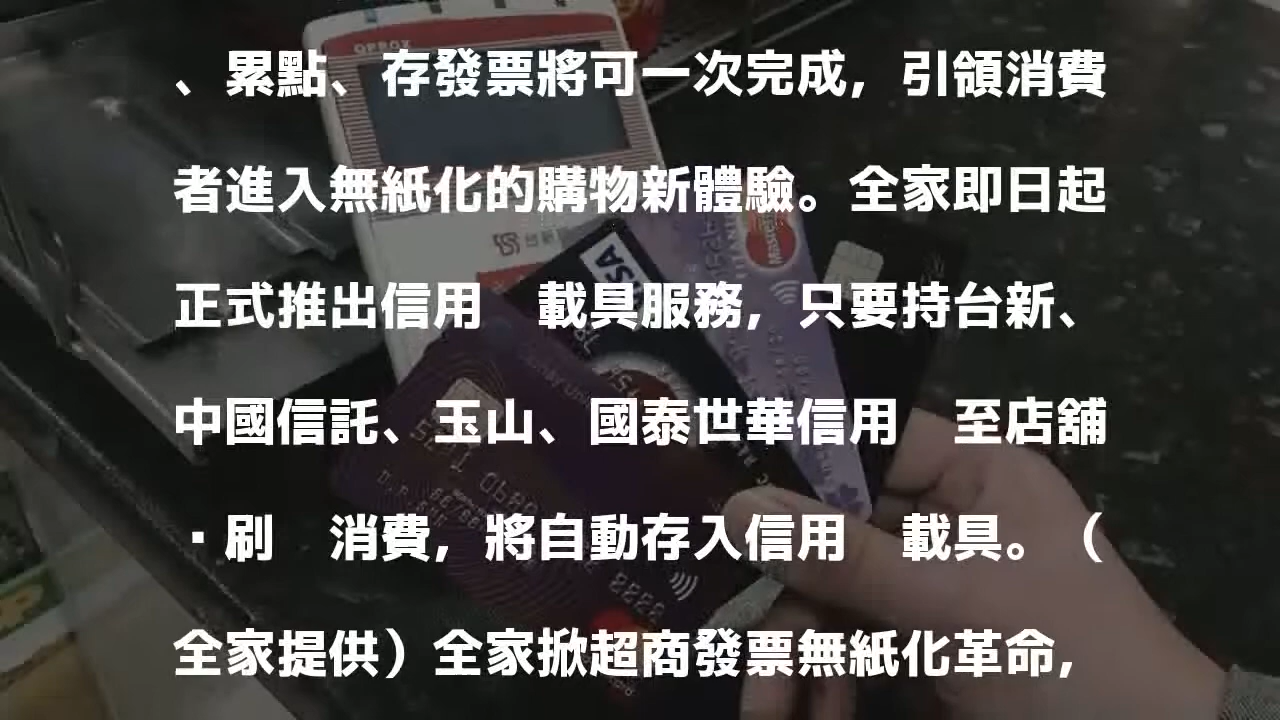 、累點、存發票將可一次完成，引領消費
者進入無紙化的購物新體驗。全家即日起
正式推出信用　載具服務，只要持台新、
中國信託、玉山、國泰世華信用　至店舖
・刷　消費，將自動存入信用　載具。（
全家提供）全家掀超商發票無紙化革命，
VISA